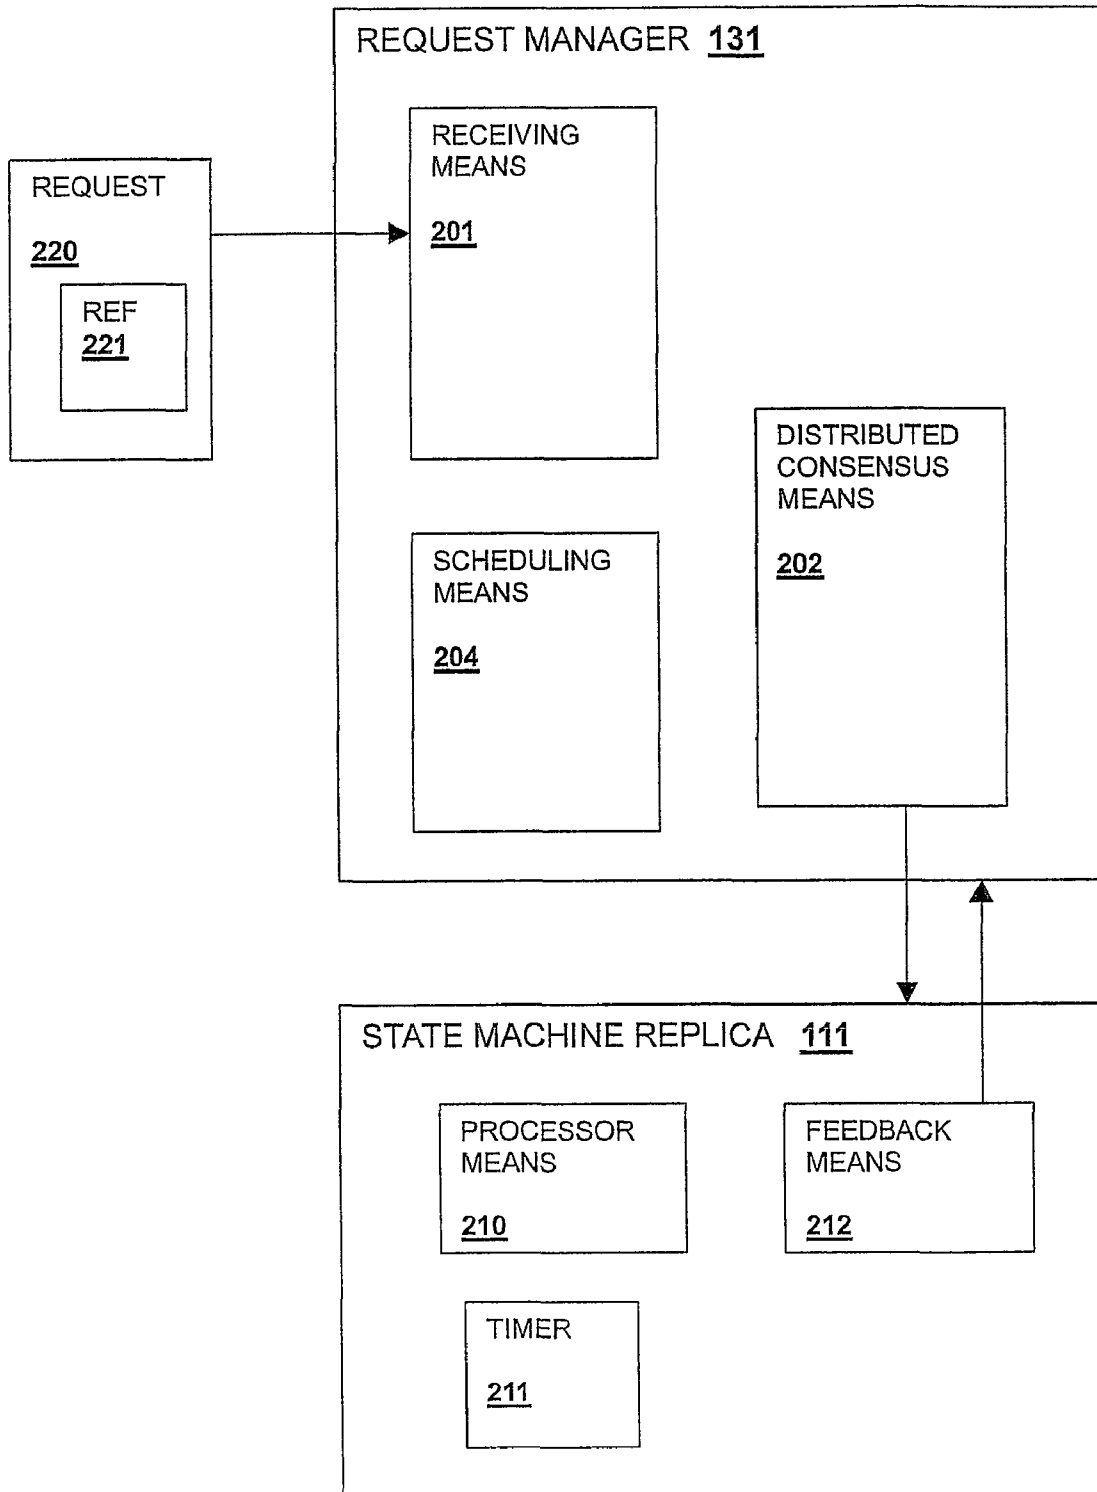 REQUEST MANAGER 131
RECEIVING
MEANS
201
REQUEST
220
REF
221
DISTRIBUTED
CONSENSUS
MEANS
202
SCHEDULING
MEANS
204
STATE MACHINE REPLICA 111
PROCESSOR
MEANS
210
FEEDBACK
MEANS
212
TIMER
211